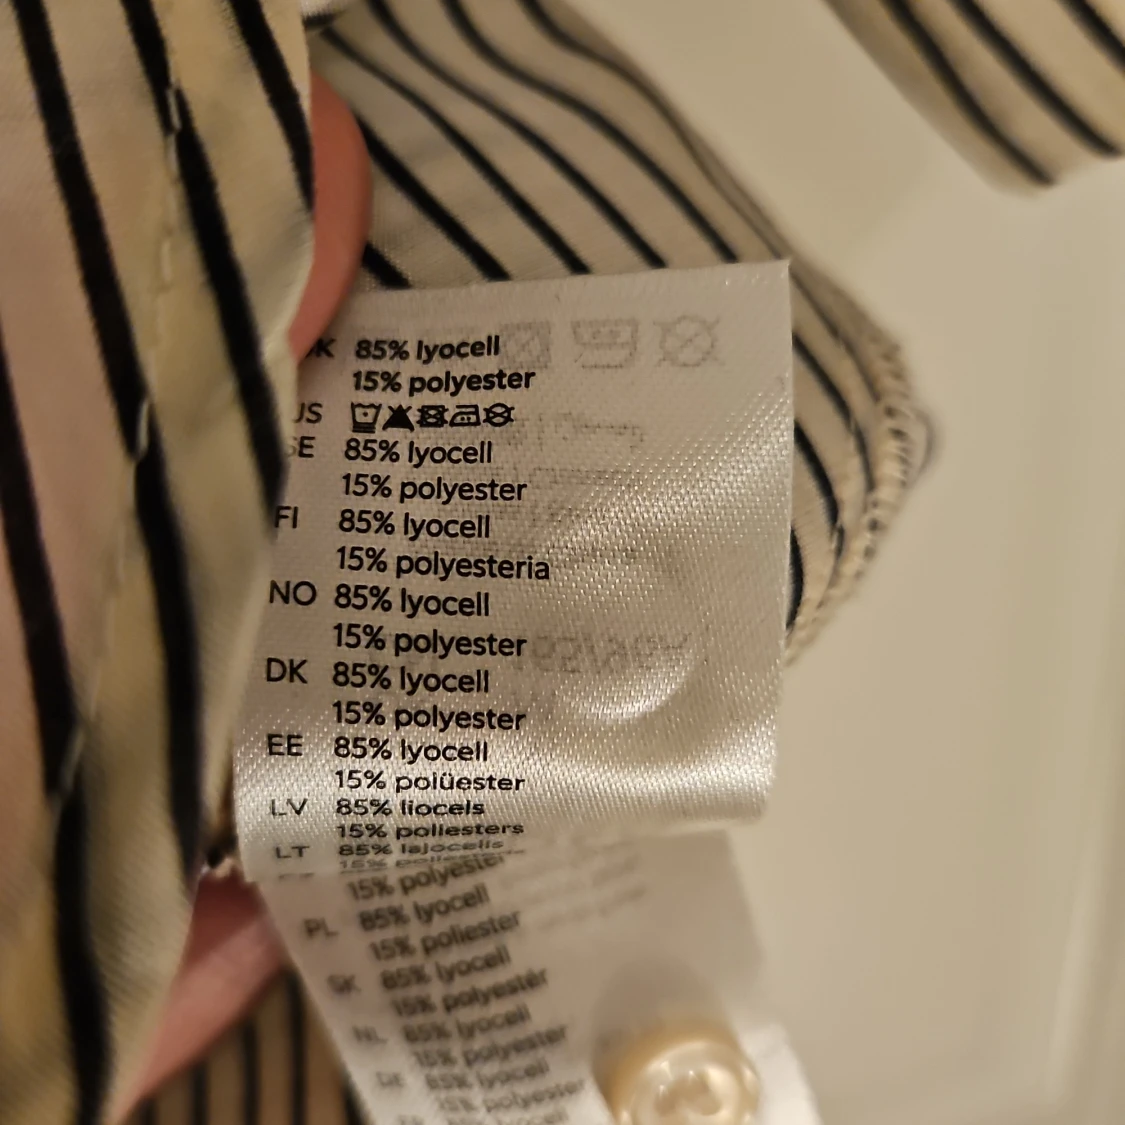 K 85% lyocell
15% polyester
US
SE 85% lyocell
15% polyester
FI 85% lyocell
15% polyesteria
NO 85% lyocell
15% polyester
DK 85% lyocell
15% polyester
EE 85% lyocell
15% polüester
LV 85% liocels
15% poliesters
LT 85% lajocelis
15% polyester
PL 85% lyocell
15% poliester
SK 85% lyocell
15% polyestér
NL 85% lyocell
15% polyester
DE 85% lyocell
15% polyester